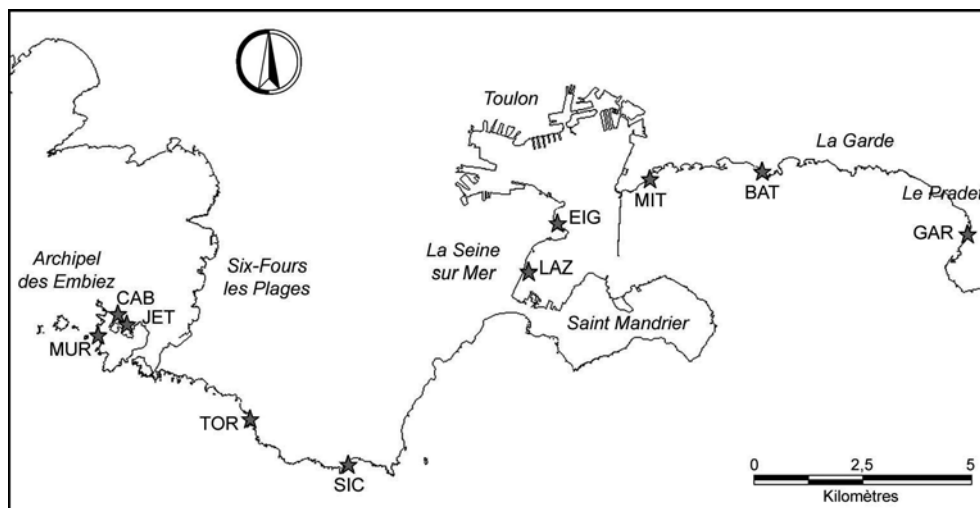 Toulon
La Garde
MIT
BAT
Le Pradet
EIG
GAR
La Seine
sur Mer
LAZ
Archipel
des Embiez
Six-Fours
les Plages
CAB
JET
Saint Mandrier
MUR
TOR
SIC
0 2,5 5
Kilomètres